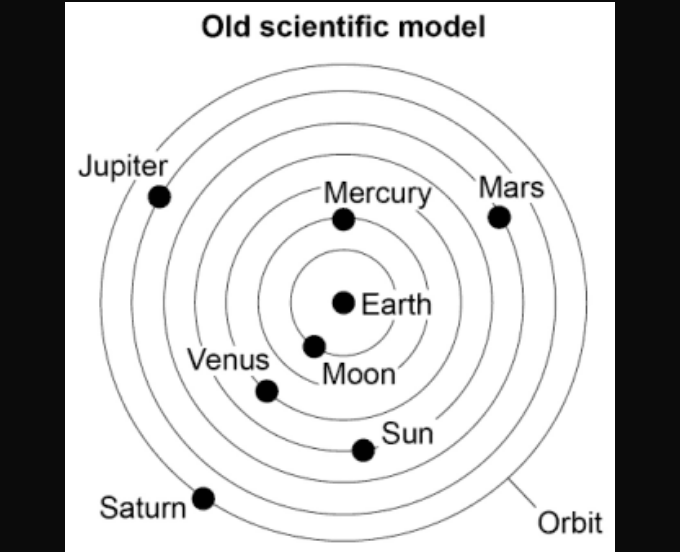 Old scientific model
Jupiter
Mercury
Mars
Earth
Venus
Moon
Sun
Saturn
Orbit